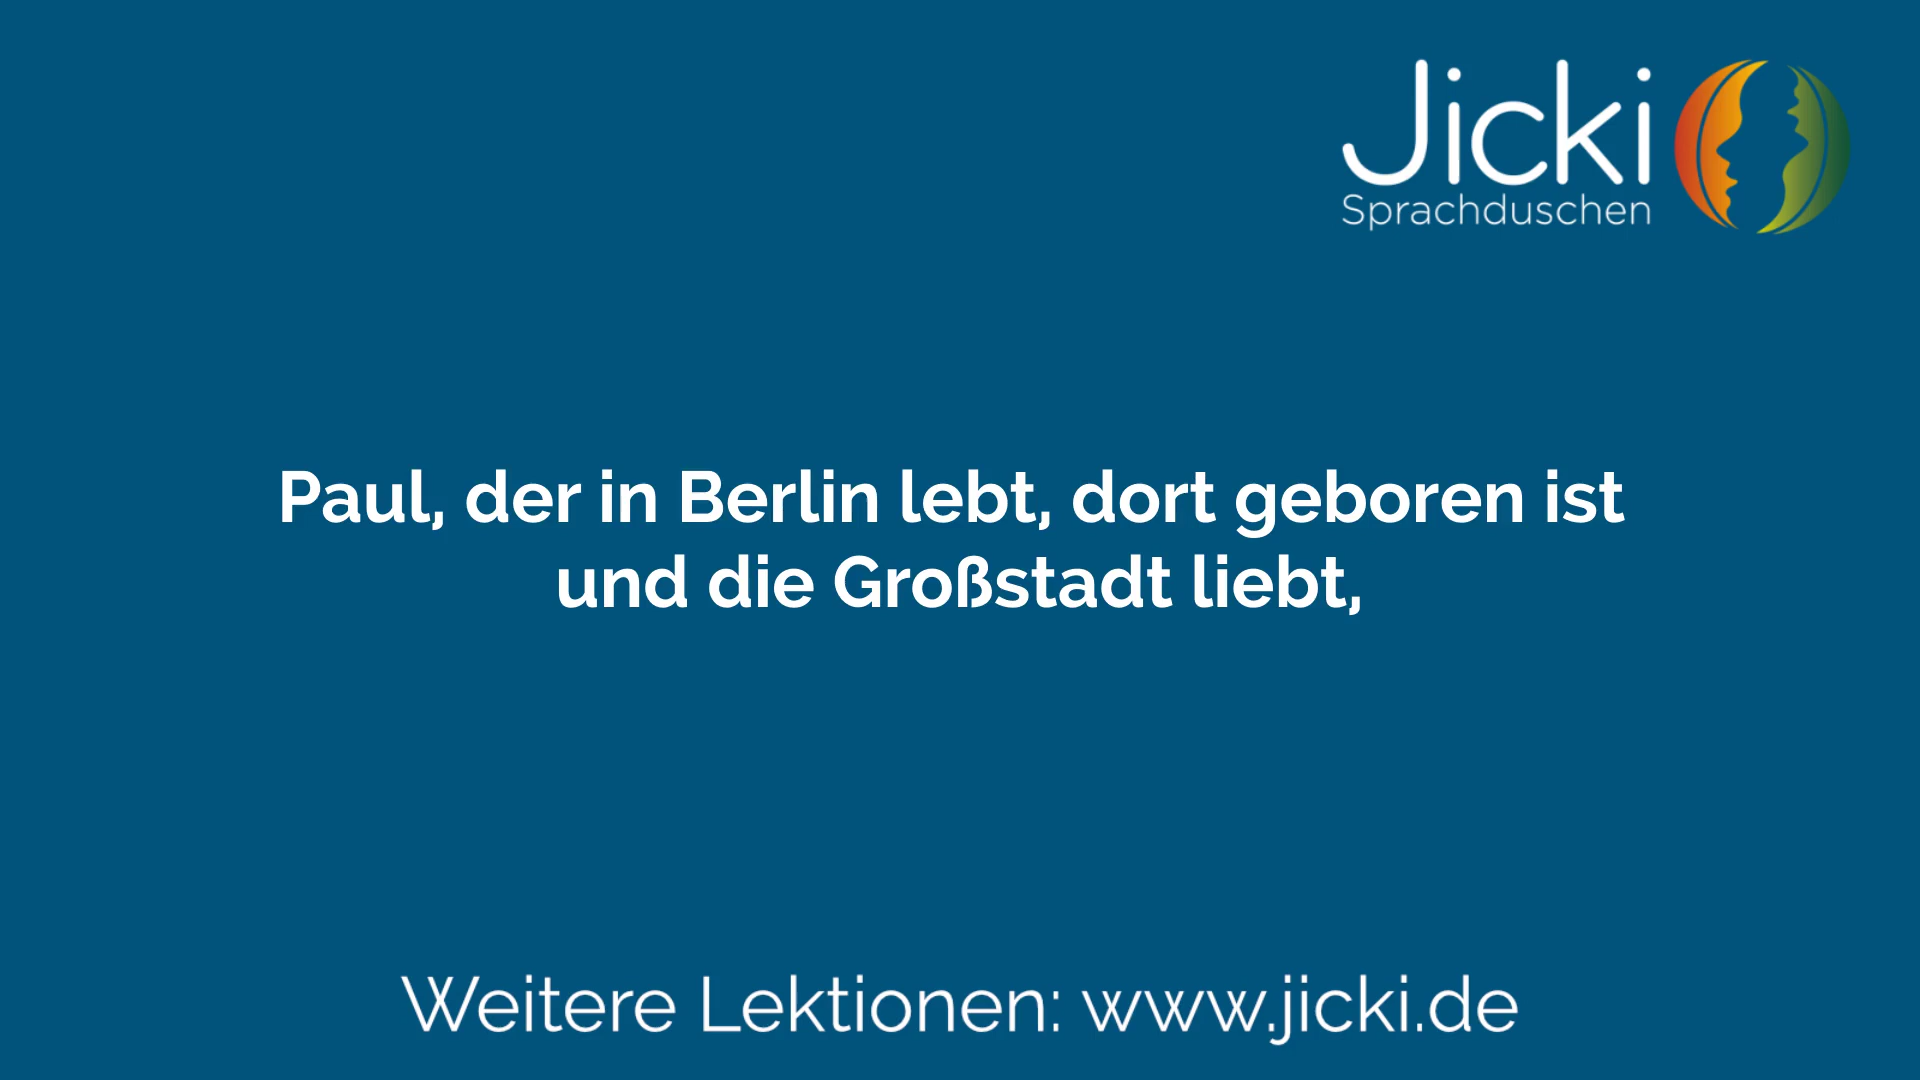 Jicki
Sprachduschen
Paul, der in Berlin lebt, dort geboren ist
und die Großstadt liebt,
Weitere Lektionen: www.jicki.de